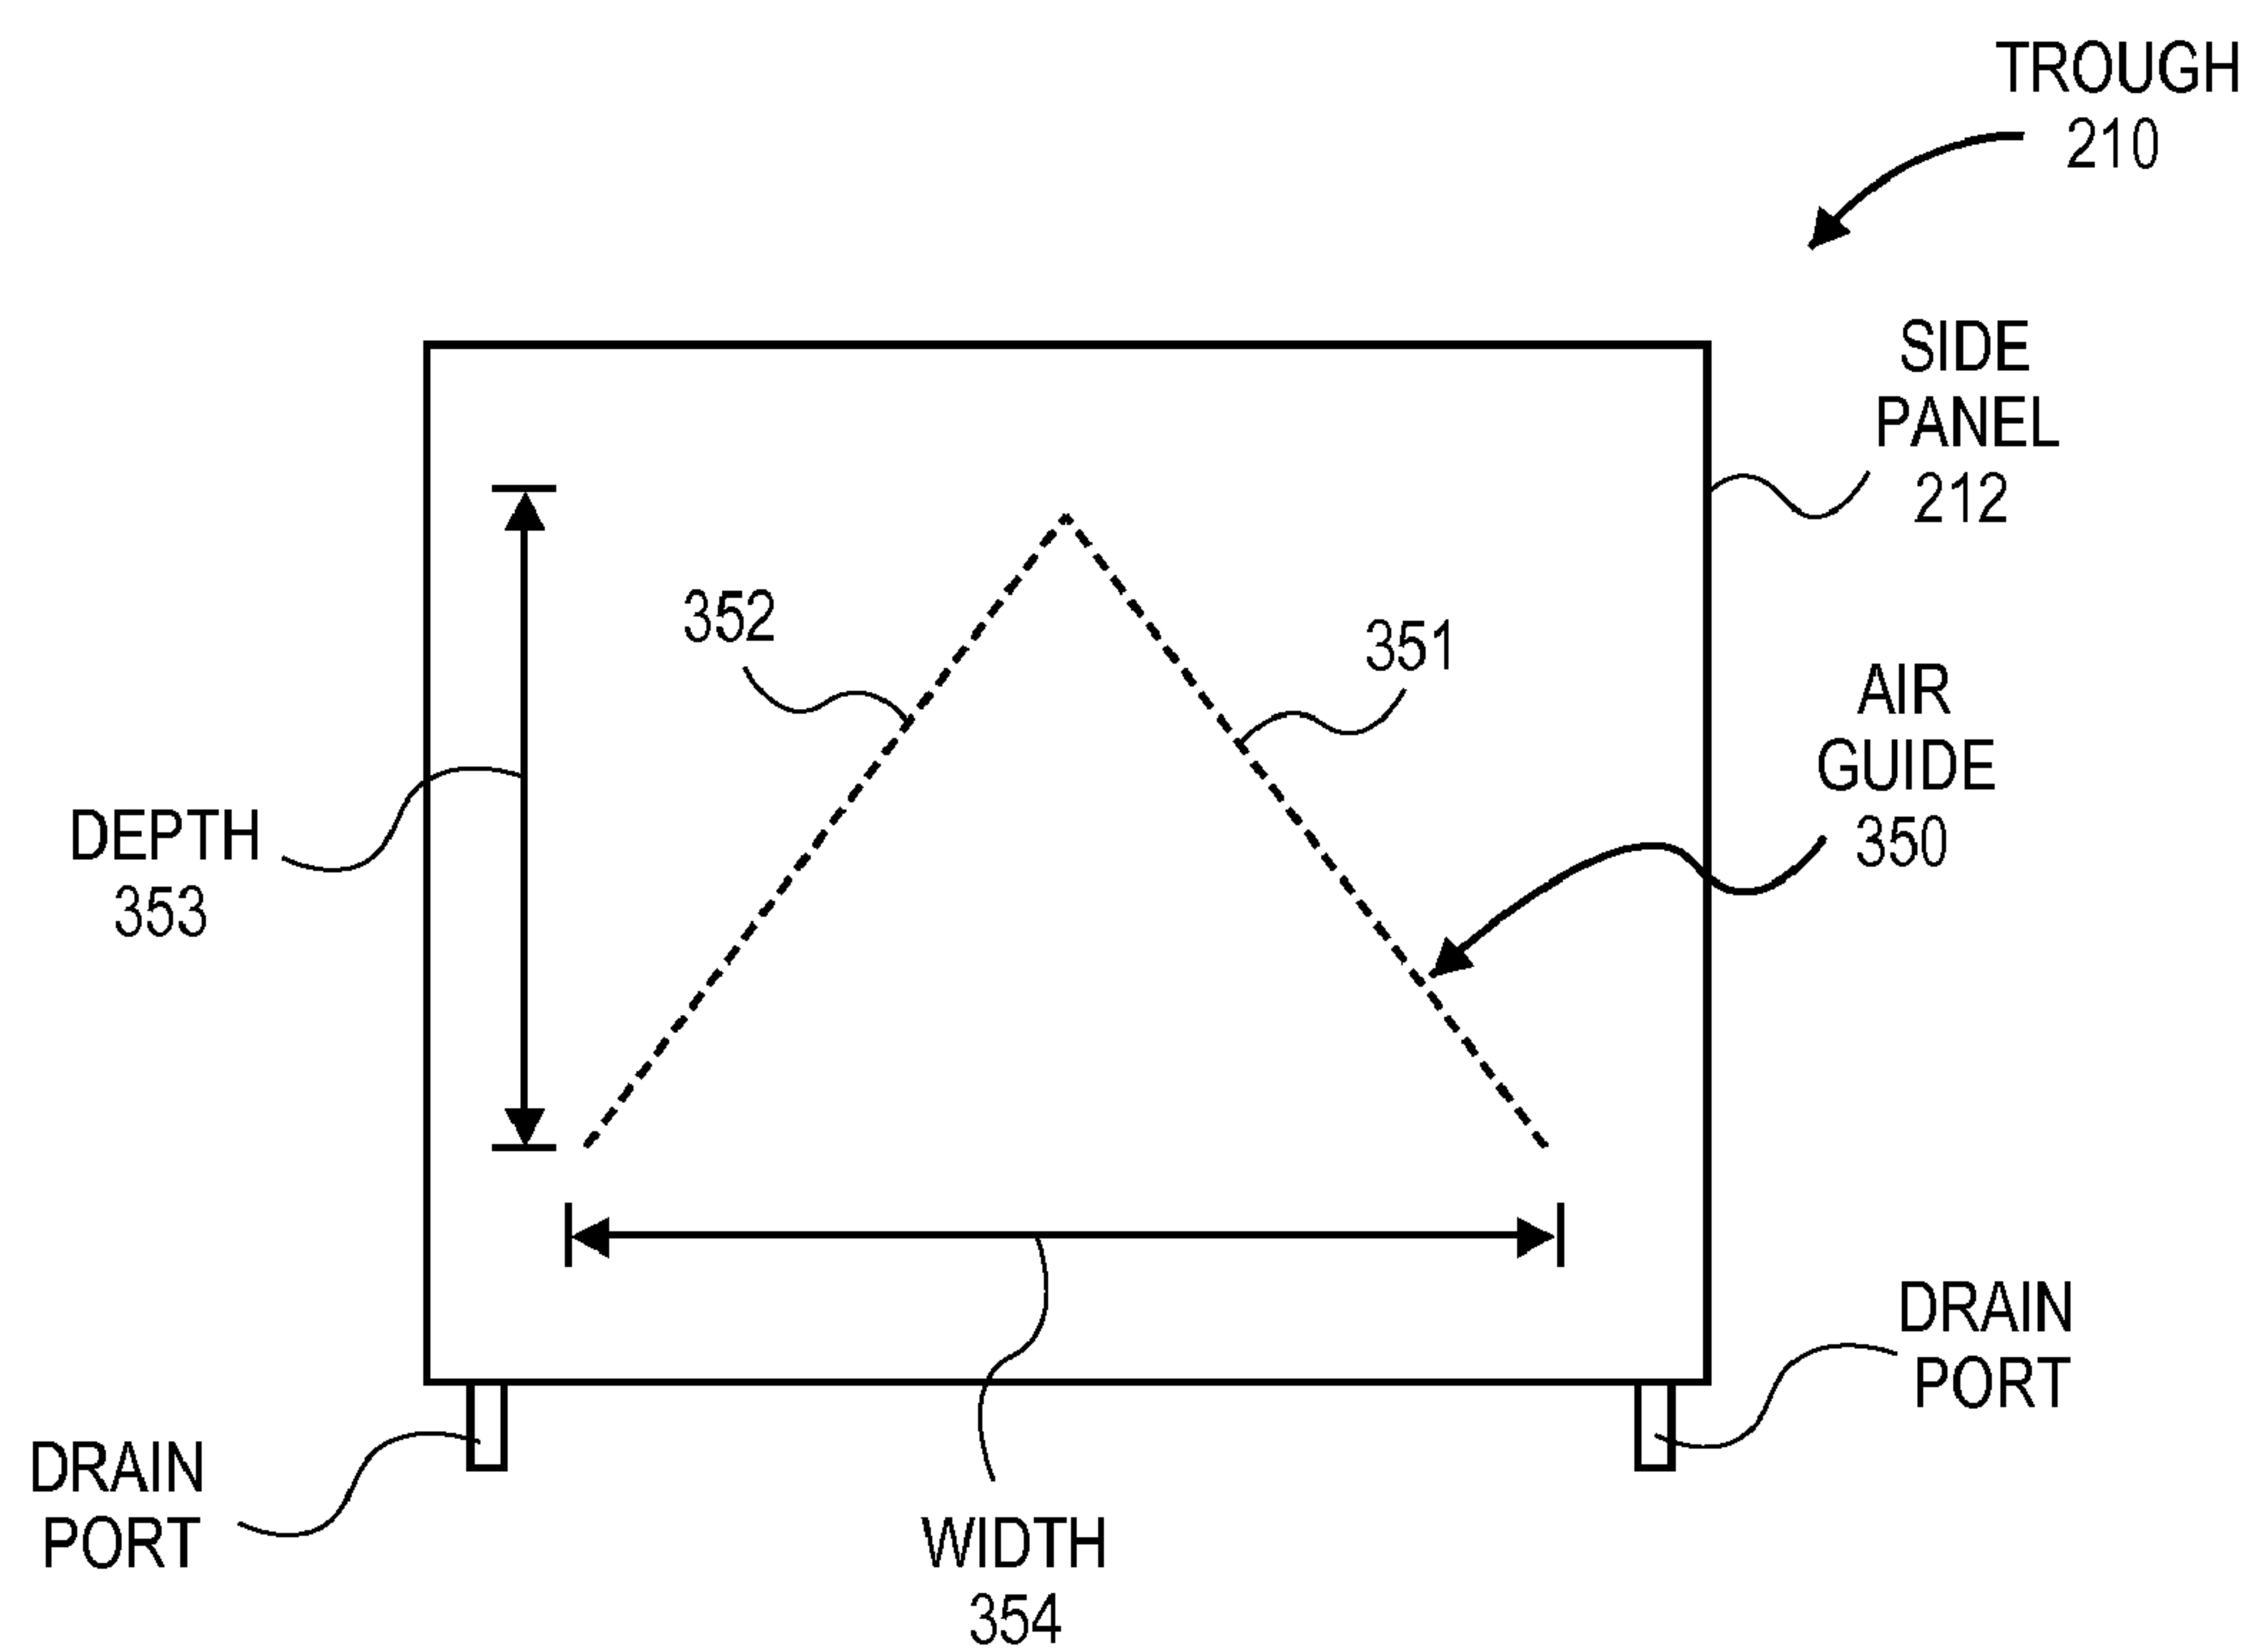 TROUGH
210
SIDE
PANEL
212
352
351
AIR
GUIDE
350
DEPTH
353
DRAIN
PORT
DRAIN
PORT
WIDTH
354